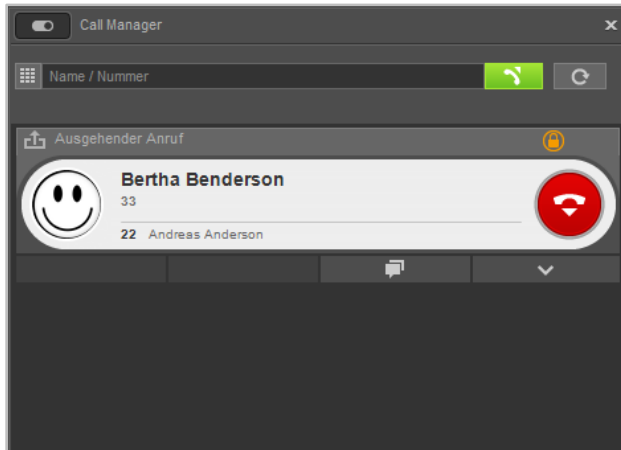 Call Manager
Name / Nummer
Ausgehender Anruf
Bertha Benderson
33
22 Andreas Anderson